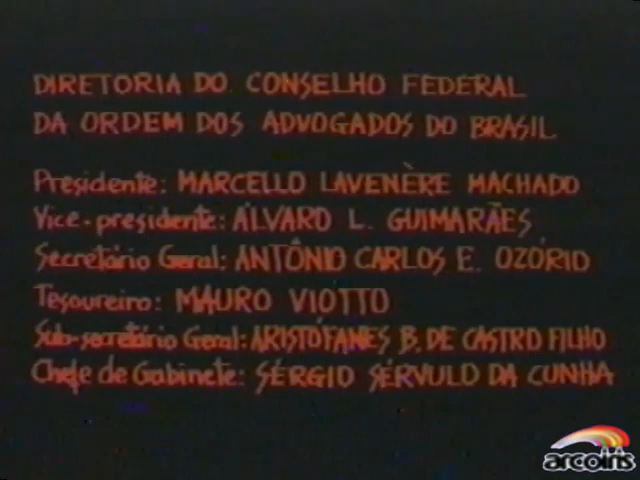 DIRETORIA DO CONSELHO FEDERAL
DA ORDEM DOS ADVOGADOS DO BRASIL
Presidente: MARCELLO LAVENÈRE MACHADO
Vice-presidente: ÁLVARO L. GUIMARÃES
Secretário Geral: ANTÔNIO CARLOS E. OZÓRIO
Tesoureiro: MAURO VIOTTO
Sub-secretário Geral: ARISTÓFANES B. DE CASTRO FILHO
Chefe de Gabinete: SÉRGIO SÉRVULO DA CUNHA
arcoíris